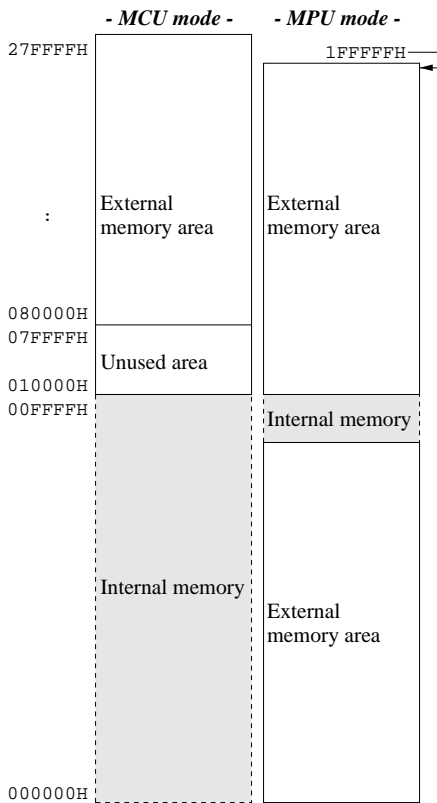 - MCU mode -
- MPU mode -
27FFFFH
1FFFFFH
External
memory area
External
memory area
:
080000H
07FFFFH
Unused area
010000H
00FFFFH
Internal memory
Internal memory
External
memory area
000000H